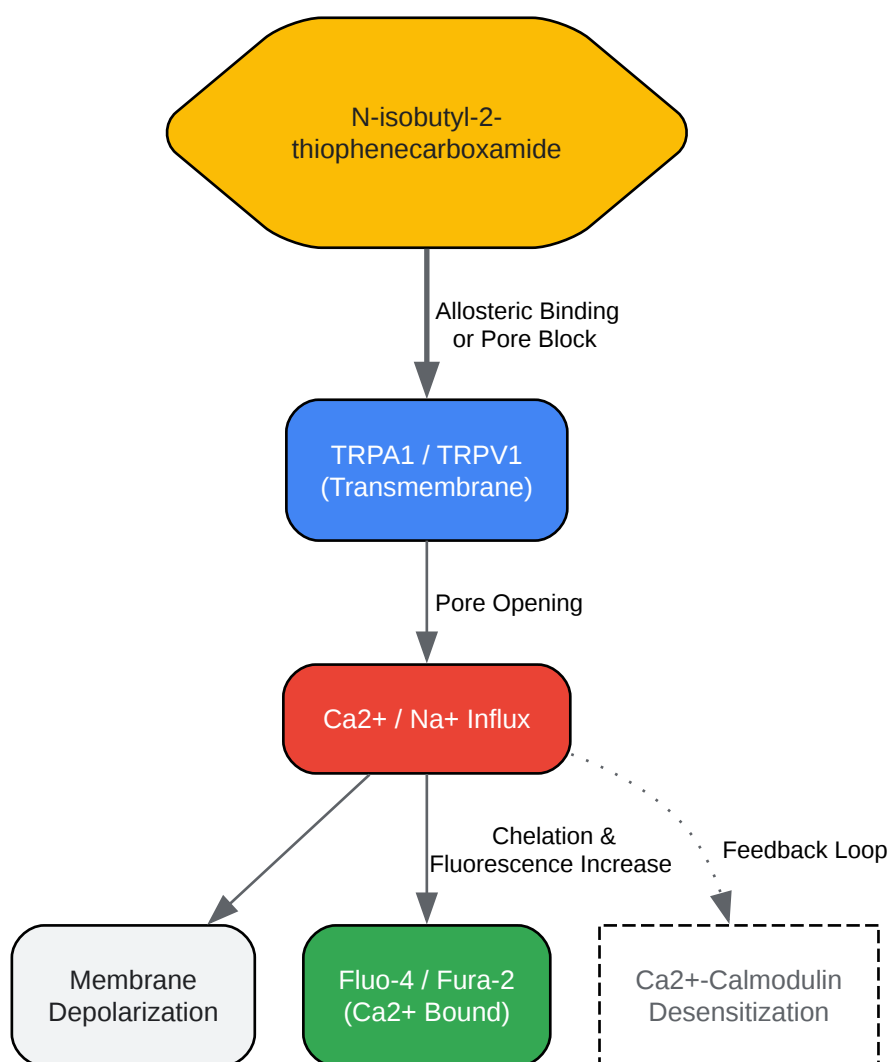 N-isobutyl-2-
thiophenecarboxamide
Allosteric Binding
or Pore Block
TRPA1 / TRPV1
(Transmembrane)
Pore Opening
Ca2+ / Na+ Influx
Chelation &
Fluorescence Increase
Feedback Loop
Membrane
Depolarization
Fluo-4 / Fura-2
(Ca2+ Bound)
Ca2+-Calmodulin
Desensitization